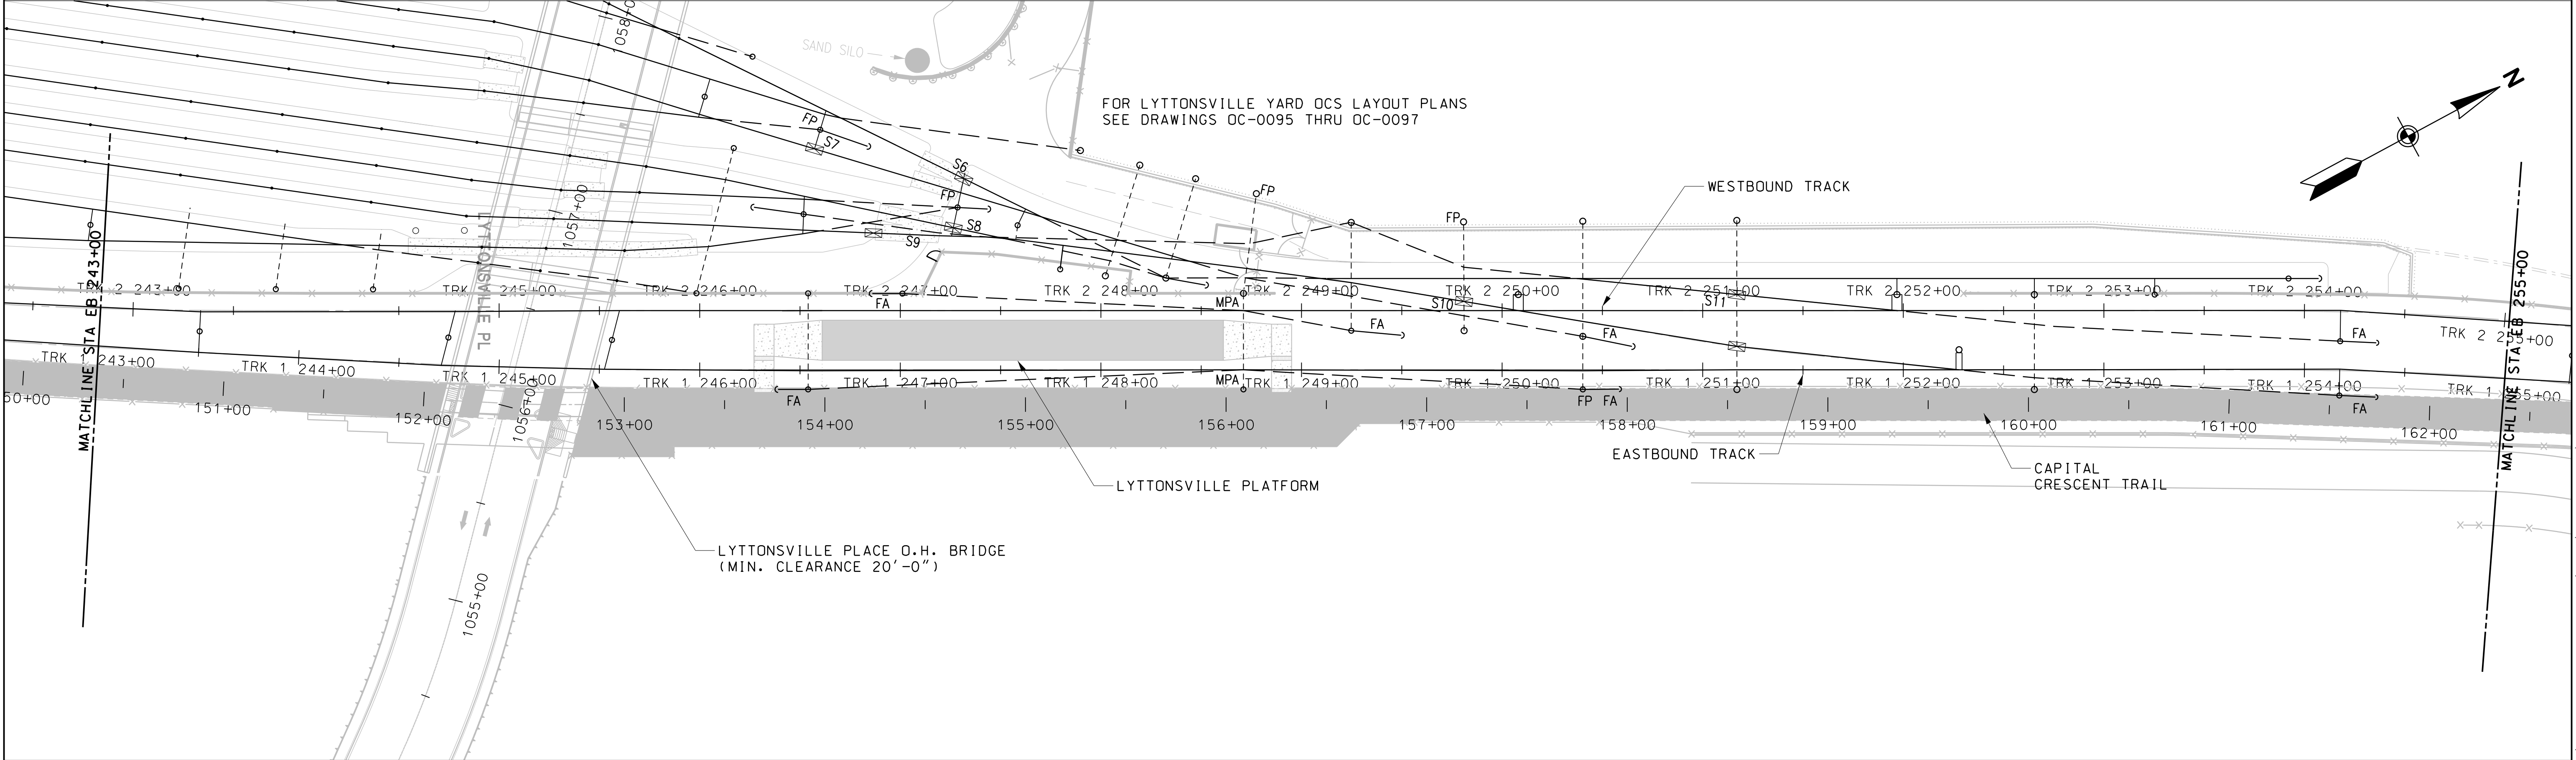 1058+0
SAND SILO
N
FOR LYTTONSVILLE YARD OCS LAYOUT PLANS
SEE DRAWINGS OC-0095 THRU OC-0097
FP
S7
S6
FP
S8
S9
FP
FP
WESTBOUND TRACK
1057+00
LYTTONSVILLE PL
MATCHLINE STA EB 243+00
MATCHLINE STA EB 255+00
TRK 2 243+00
TRK 2 245+00
TRK 2 246+00
TRK 2 247+00
TRK 2 248+00
TRK 2 249+00
TRK 2 250+00
TRK 2 251+00
TRK 2 252+00
TRK 2 253+00
TRK 2 254+00
TRK 2 255+00
FA
MPA
FA
S10
FA
S11
FA
TRK 1 243+00
TRK 1 244+00
TRK 1 245+00
TRK 1 246+00
TRK 1 247+00
TRK 1 248+00
TRK 1 249+00
TRK 1 250+00
TRK 1 251+00
TRK 1 252+00
TRK 1 253+00
TRK 1 254+00
TRK 1 255+00
FA
MPA
FP FA
FA
50+00
151+00
152+00
153+00
154+00
155+00
156+00
157+00
158+00
159+00
160+00
161+00
162+00
1056+00
EASTBOUND TRACK
CAPITAL
CRESCENT TRAIL
LYTTONSVILLE PLATFORM
LYTTONSVILLE PLACE O.H. BRIDGE
(MIN. CLEARANCE 20'-0")
1055+00